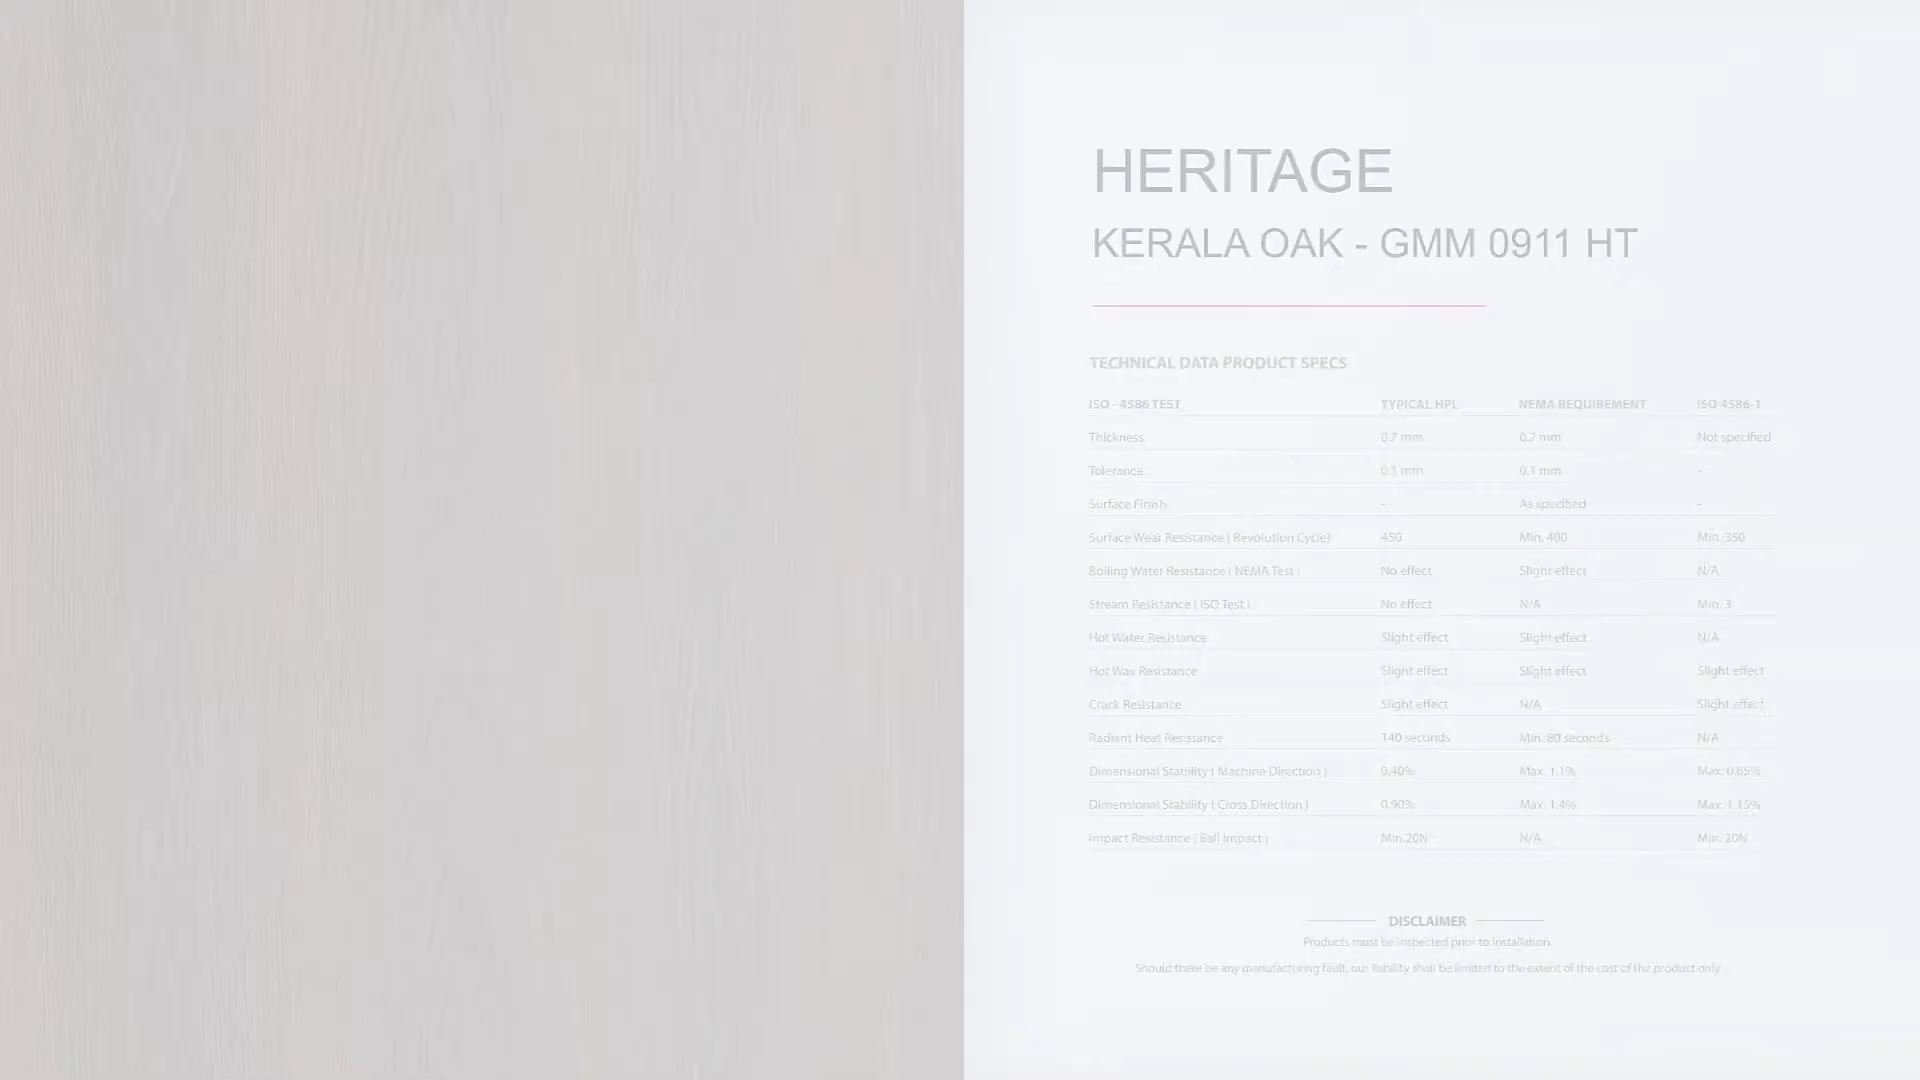 HERITAGE
KERALA OAK - GMM 0911 HT
TECHNICAL DATA PRODUCT SPECS
ISO - 4586 TEST TYPICAL HPL NEMA REQUIREMENT ISO 4586-1
Thickness 0.7 mm 0.7 mm Not specified
Tolerance 0.1 mm 0.1 mm -
Surface Finish - As specified -
Surface Wear Resistance ( Revolution Cycle) 450 Min. 400 Min. 350
Boiling Water Resistance ( NEMA Test ) No effect Slight effect N/A
Stream Resistance ( ISO Test ) No effect N/A Min. 3
Hot Water Resistance Slight effect Slight effect N/A
Hot Wax Resistance Slight effect Slight effect Slight effect
Crack Resistance Slight effect N/A Slight effect
Radiant Heat Resistance 140 seconds Min. 80 seconds N/A
Dimensional Stability ( Machine Direction ) 0.40% Max. 1.1% Max. 0.65%
Dimensional Stability ( Cross Direction ) 0.90% Max. 1.4% Max. 1.15%
Impact Resistance ( Ball Impact ) Min.20N N/A Min. 20N
DISCLAIMER
Products must be inspected prior to installation.
Should there be any manufacturing fault, our liability shall be limited to the extent of the cost of the product only